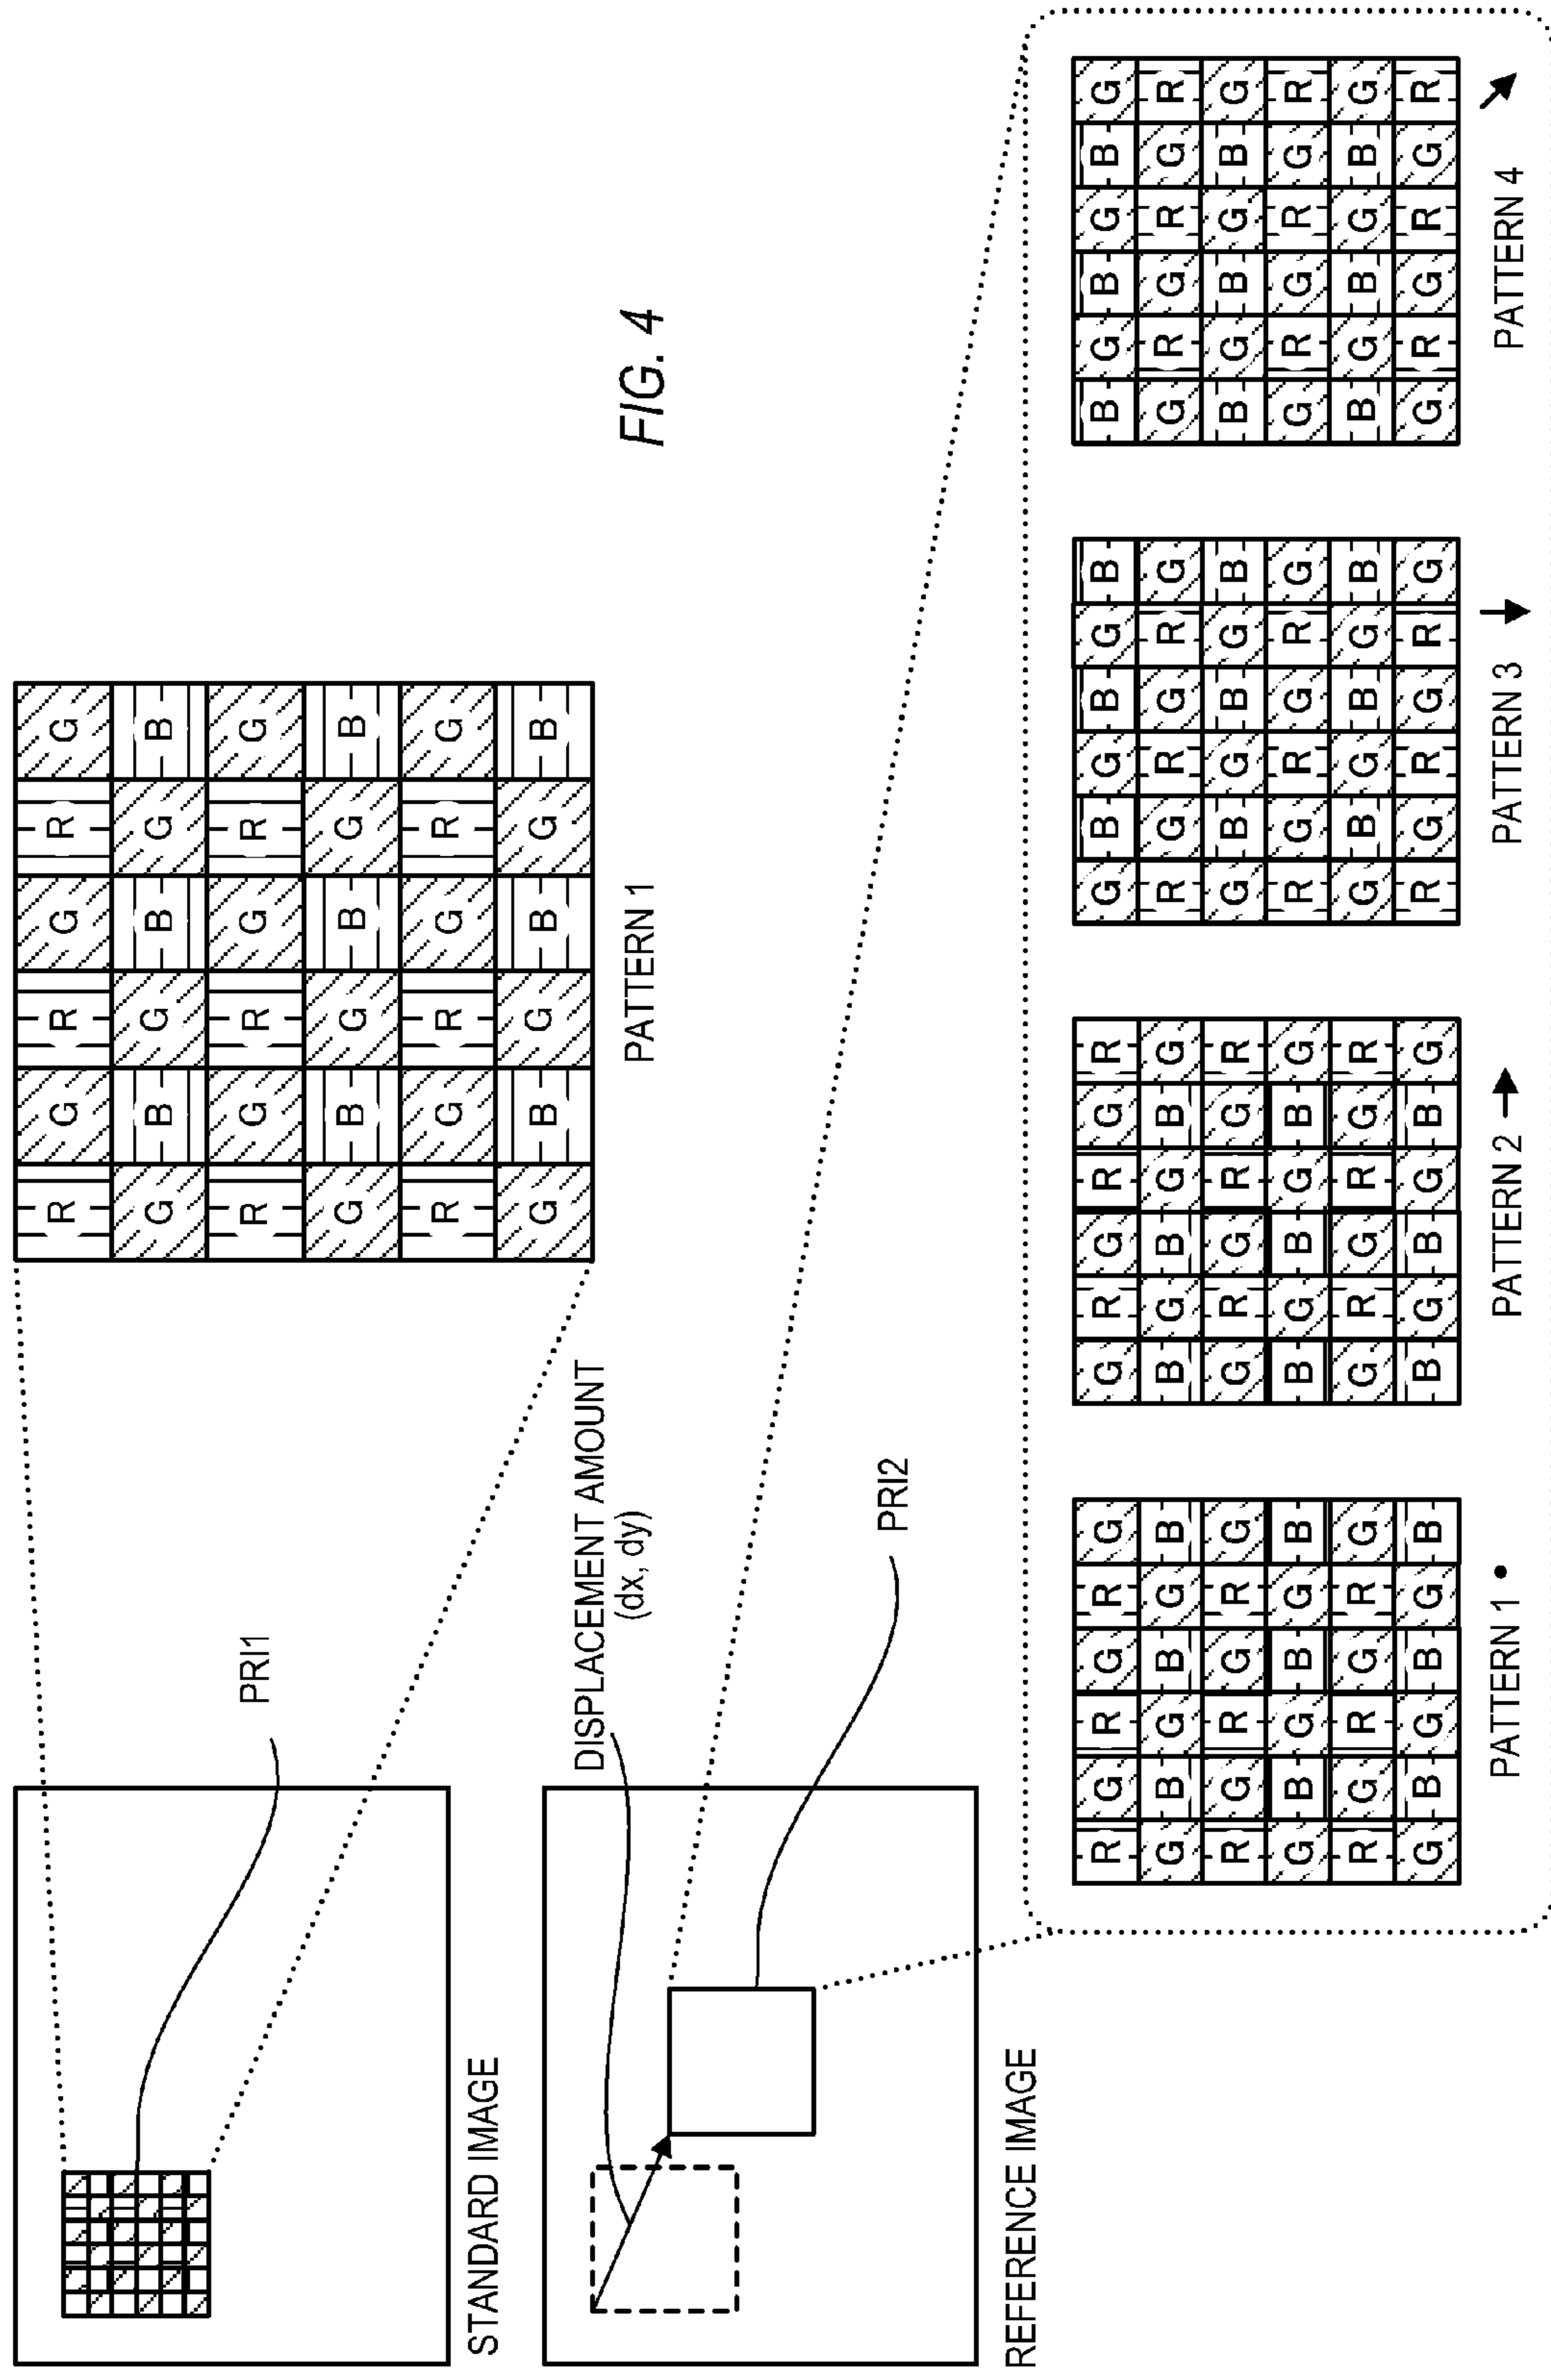 R G R G R G
G B G B G B
R G R G R G
G B G B G B
R G R G R G
G B G B G B
PATTERN 1
PRI1
STANDARD IMAGE
FIG. 4
DISPLACEMENT AMOUNT
(dx, dy)
PRI2
REFERENCE IMAGE
R G R G R G
G B G B G B
R G R G R G
G B G B G B
R G R G R G
G B G B G B
PATTERN 1
G R G R G R
B G B G B G
G R G R G R
B G B G B G
G R G R G R
B G B G B G
PATTERN 2
G B G B G B
R G R G R G
G B G B G B
R G R G R G
G B G B G B
R G R G R G
PATTERN 3
B G B G B G
G R G R G R
B G B G B G
G R G R G R
B G B G B G
G R G R G R
PATTERN 4